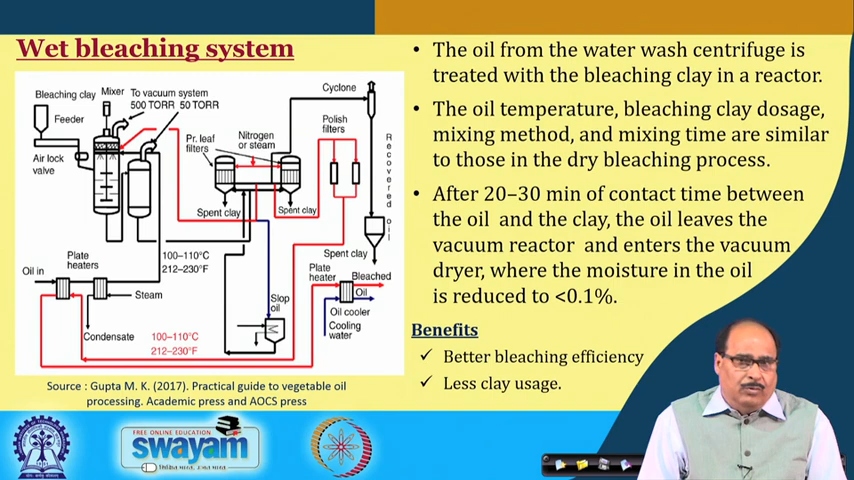 Wet bleaching system
Bleaching clay
Mixer
To vacuum system
500 TORR
50 TORR
Feeder
Air lock
valve
Pr. leaf
filters
Nitrogen
or steam
Cyclone
Polish
filters
Recovered oil
Spent clay
Spent clay
Spent clay
100–110°C
212–230°F
Plate
heaters
Oil in
Steam
Condensate
100–110°C
212–230°F
Slop
oil
Plate
heater
Bleached
Oil
Oil cooler
Cooling
water
Source : Gupta M. K. (2017). Practical guide to vegetable oil
processing. Academic press and AOCS press
• The oil from the water wash centrifuge is
treated with the bleaching clay in a reactor.
• The oil temperature, bleaching clay dosage,
mixing method, and mixing time are similar
to those in the dry bleaching process.
• After 20–30 min of contact time between
the oil and the clay, the oil leaves the
vacuum reactor and enters the vacuum
dryer, where the moisture in the oil
is reduced to <0.1%.
Benefits
✓ Better bleaching efficiency
✓ Less clay usage.
FREE ONLINE EDUCATION
swayam